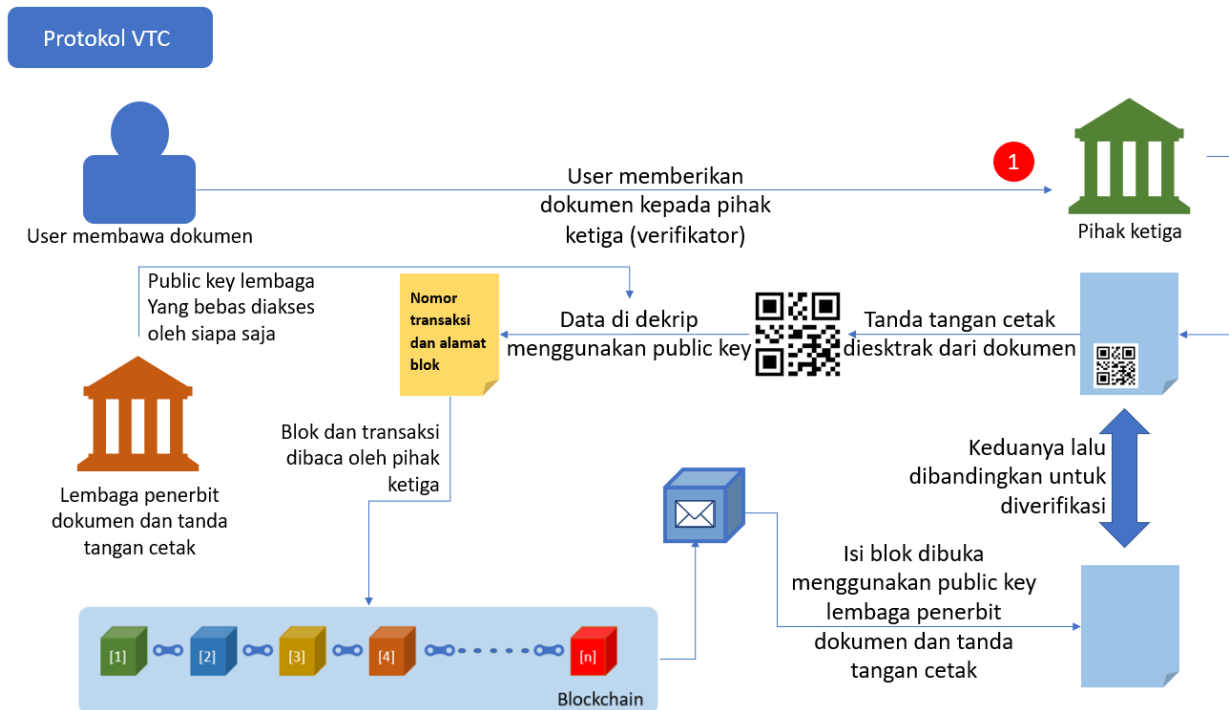 Protokol VTC
1
User memberikan
dokumen kepada pihak
ketiga (verifikator)
User membawa dokumen
Pihak ketiga
Public key lembaga
Yang bebas diakses
oleh siapa saja
Nomor
transaksi
dan alamat
blok
Data di dekrip
menggunakan public key
Tanda tangan cetak
diesktrak dari dokumen
Blok dan transaksi
dibaca oleh pihak
ketiga
Keduanya lalu
dibandingkan untuk
diverifikasi
Lembaga penerbit
dokumen dan tanda
tangan cetak
Isi blok dibuka
menggunakan public key
lembaga penerbit
dokumen dan tanda
tangan cetak
[1]
[2]
[3]
[4]
[n]
Blockchain